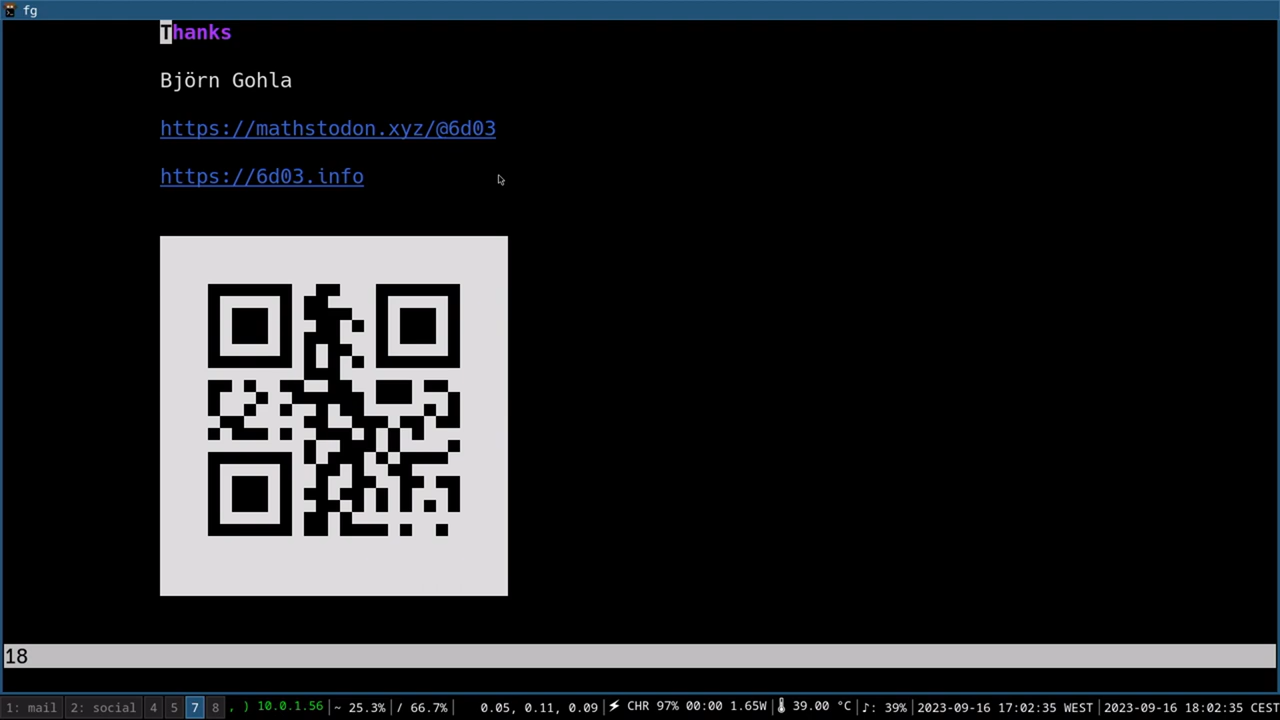 fg
Thanks
Björn Gohla
https://mathstodon.xyz/@6d03
https://6d03.info
18
1: mail 2: social 4 5 7 8 , ) 10.0.1.56 ~ 25.3% / 66.7% 0.05, 0.11, 0.09 CHR 97% 00:00 1.65W 39.00 °C ♪: 39% 2023-09-16 17:02:35 WEST 2023-09-16 18:02:35 CEST